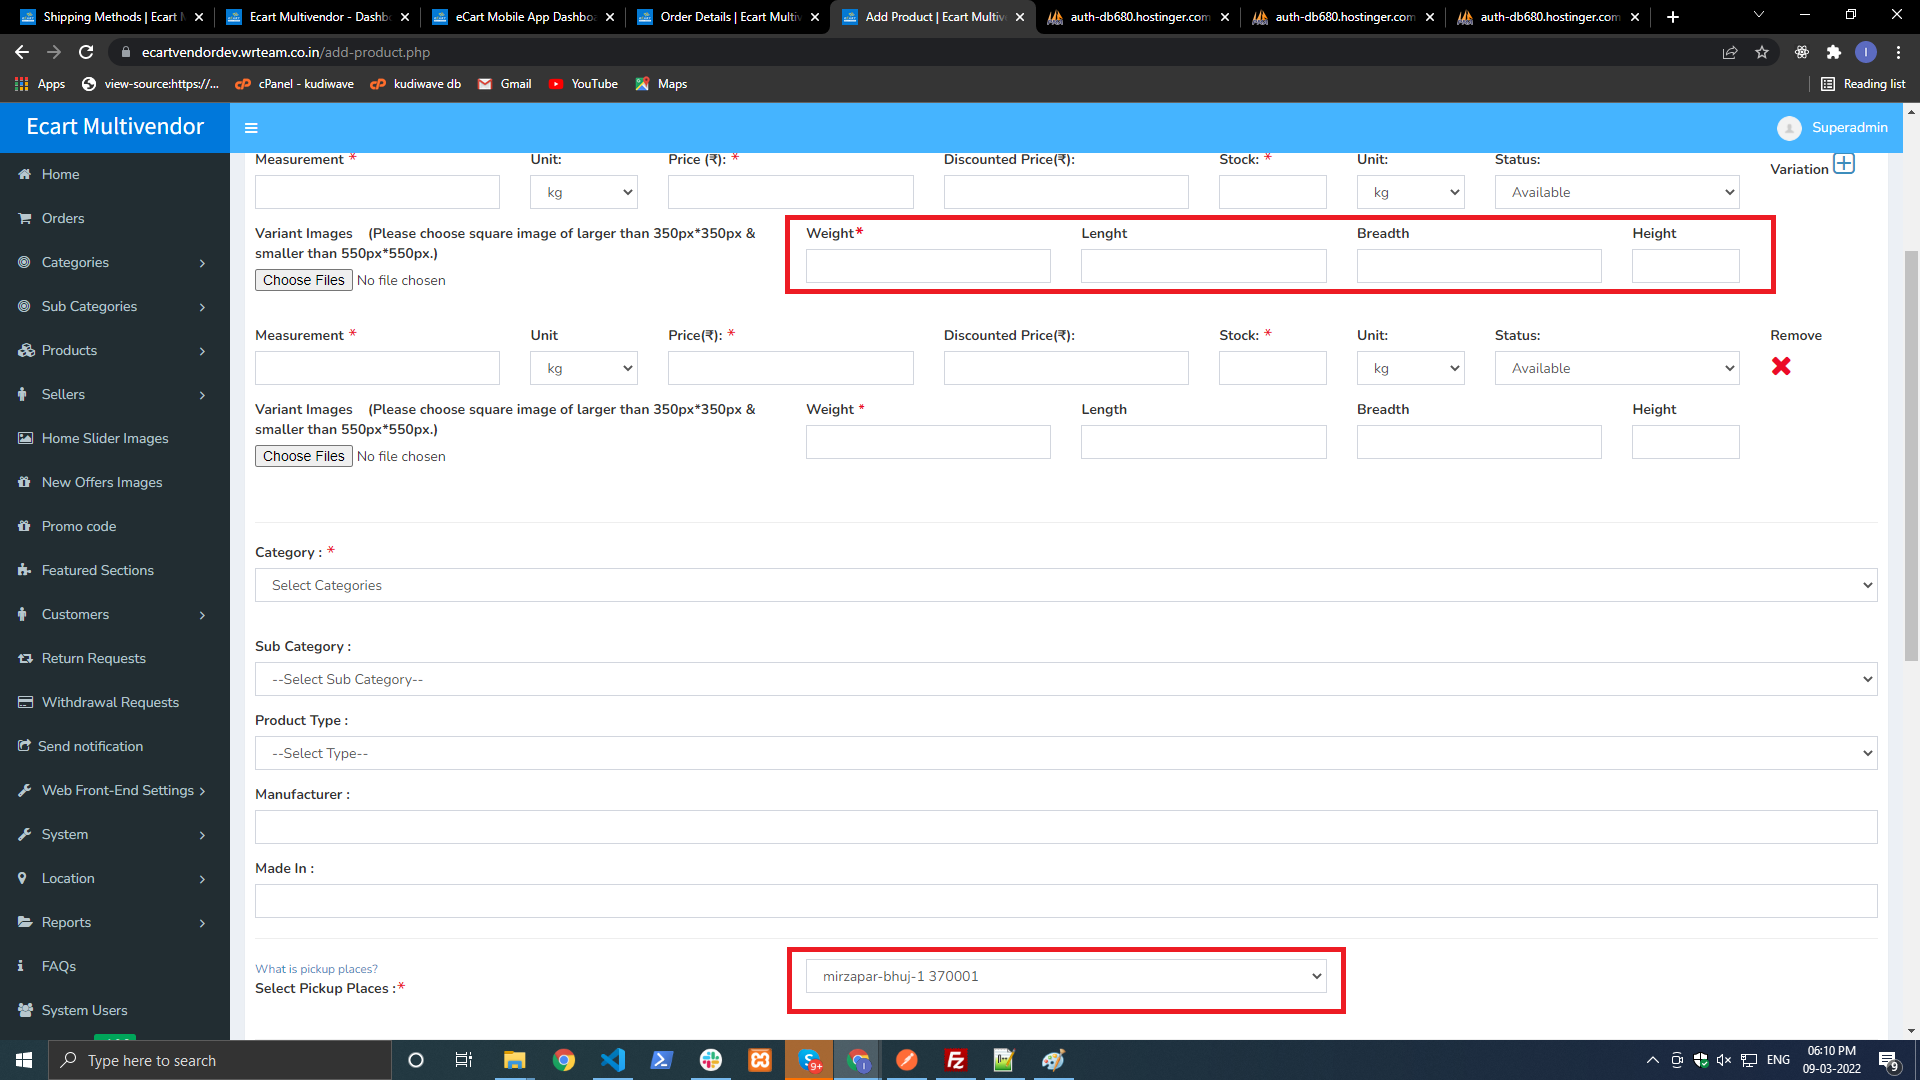 Shipping Methods | Ecart M
Ecart Multivendor - Dashb
eCart Mobile App Dashboa
Order Details | Ecart Multiv
Add Product | Ecart Multiv
auth-db680.hostinger.com
auth-db680.hostinger.com
auth-db680.hostinger.com
ecartvendordev.wrteam.co.in/add-product.php
I
Apps
view-source:https://...
cPanel - kudiwave
kudiwave db
Gmail
YouTube
Maps
Reading list
Ecart Multivendor
Superadmin
Home
Orders
Categories
Sub Categories
Products
Sellers
Home Slider Images
New Offers Images
Promo code
Featured Sections
Customers
Return Requests
Withdrawal Requests
Send notification
Web Front-End Settings
System
Location
Reports
FAQs
System Users
Measurement * Unit: Price (₹): * Discounted Price(₹): Stock: * Unit: Status: Variation
kg kg Available
Variant Images (Please choose square image of larger than 350px*350px &
smaller than 550px*550px.)
Choose Files No file chosen
Weight* Lenght Breadth Height
Measurement * Unit Price(₹): * Discounted Price(₹): Stock: * Unit: Status: Remove
kg kg Available
Variant Images (Please choose square image of larger than 350px*350px &
smaller than 550px*550px.)
Choose Files No file chosen
Weight * Length Breadth Height
Category : *
Select Categories
Sub Category :
--Select Sub Category--
Product Type :
--Select Type--
Manufacturer :
Made In :
What is pickup places?
Select Pickup Places :*
mirzapar-bhuj-1 370001
Type here to search
9+
ENG
06:10 PM
09-03-2022
9